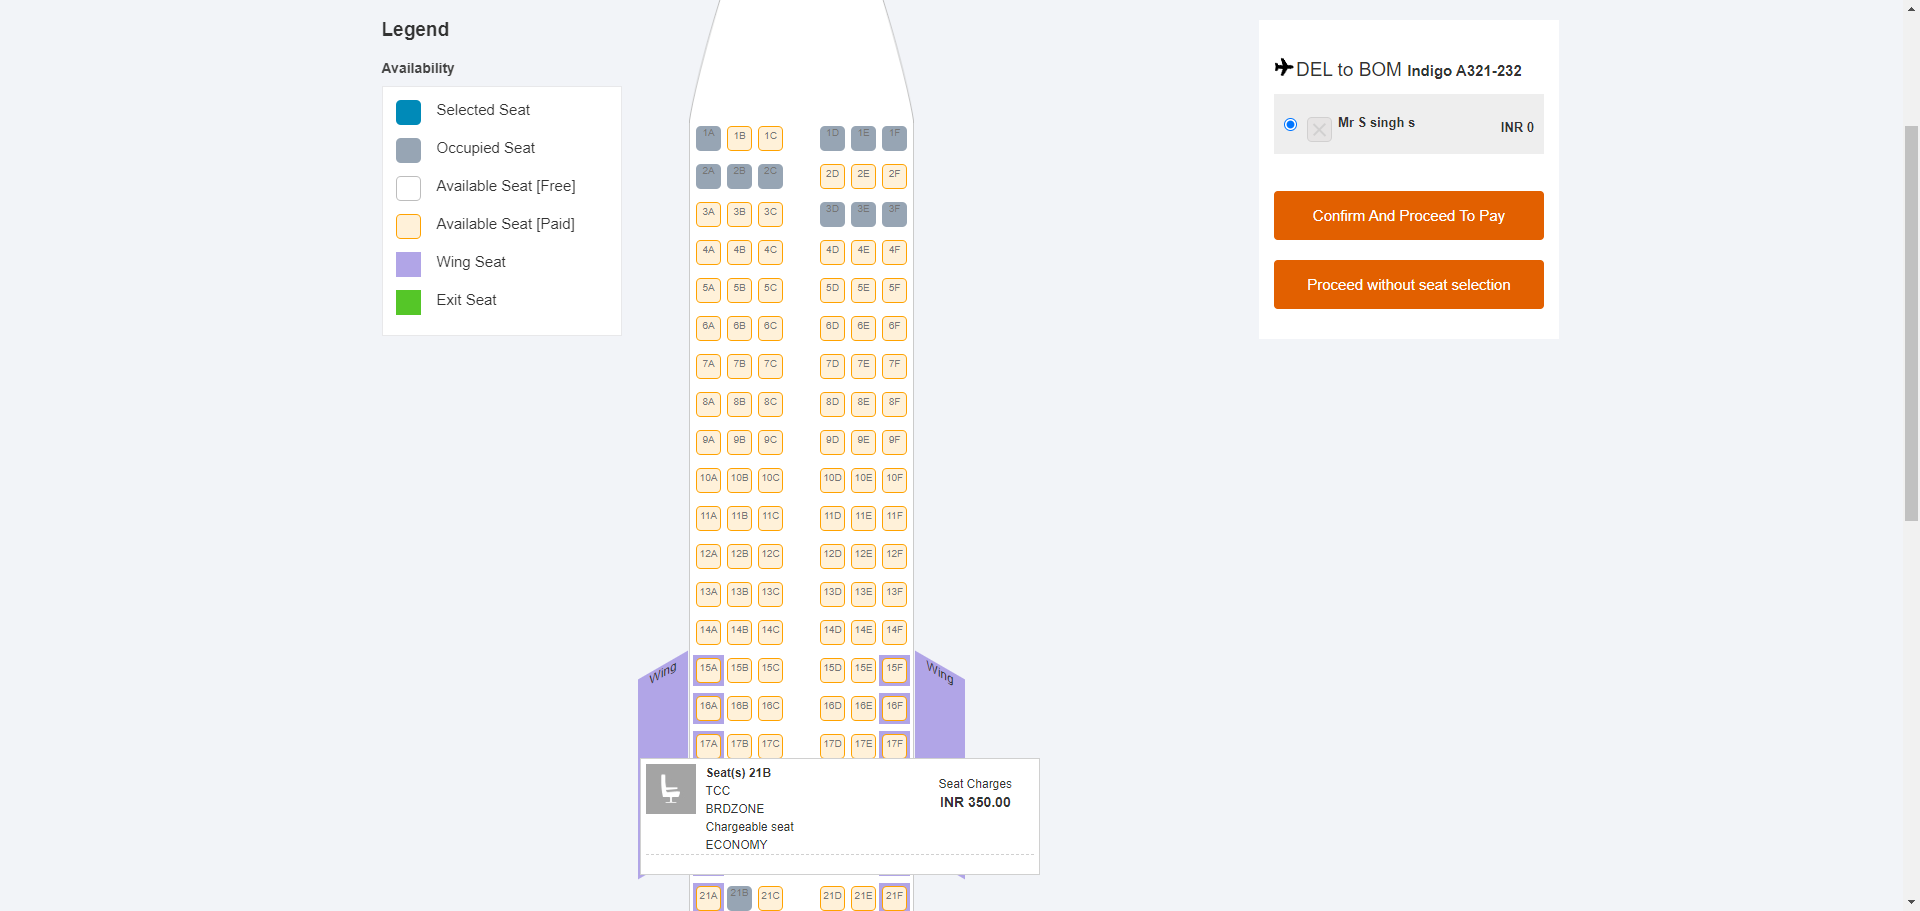 Legend
Availability
Selected Seat
Occupied Seat
Available Seat [Free]
Available Seat [Paid]
Wing Seat
Exit Seat
1A 1B 1C 1D 1E 1F
2A 2B 2C 2D 2E 2F
3A 3B 3C 3D 3E 3F
4A 4B 4C 4D 4E 4F
5A 5B 5C 5D 5E 5F
6A 6B 6C 6D 6E 6F
7A 7B 7C 7D 7E 7F
8A 8B 8C 8D 8E 8F
9A 9B 9C 9D 9E 9F
10A 10B 10C 10D 10E 10F
11A 11B 11C 11D 11E 11F
12A 12B 12C 12D 12E 12F
13A 13B 13C 13D 13E 13F
14A 14B 14C 14D 14E 14F
Wing 15A 15B 15C 15D 15E 15F Wing
16A 16B 16C 16D 16E 16F
17A 17B 17C 17D 17E 17F
Seat(s) 21B
TCC
BRDZONE
Chargeable seat
ECONOMY
Seat Charges
INR 350.00
21A 21B 21C 21D 21E 21F
DEL to BOM Indigo A321-232
Mr S singh s INR 0
Confirm And Proceed To Pay
Proceed without seat selection